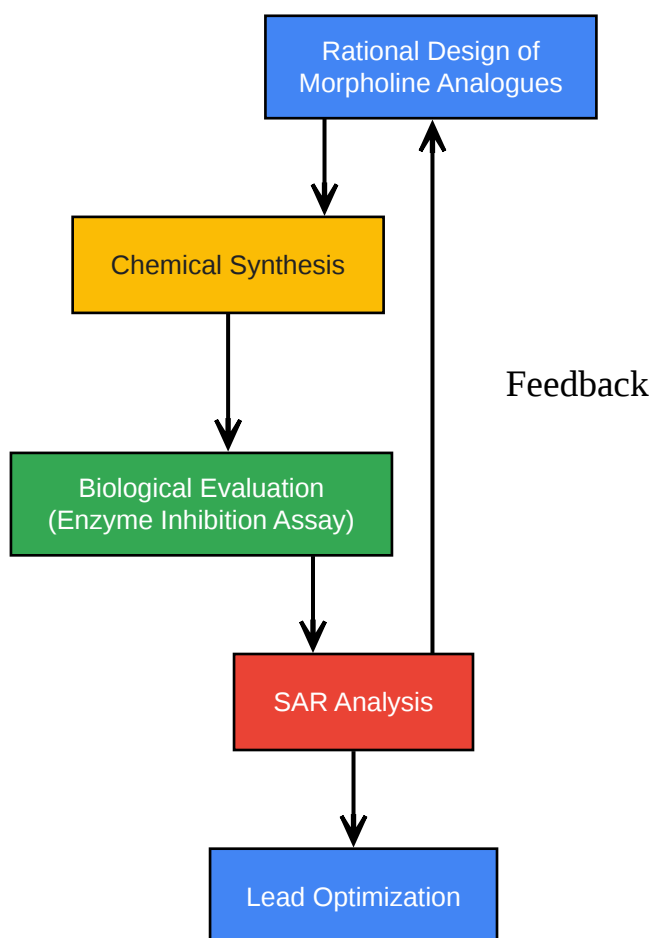 Rational Design of
Morpholine Analogues
Chemical Synthesis
Feedback
Biological Evaluation
(Enzyme Inhibition Assay)
SAR Analysis
Lead Optimization